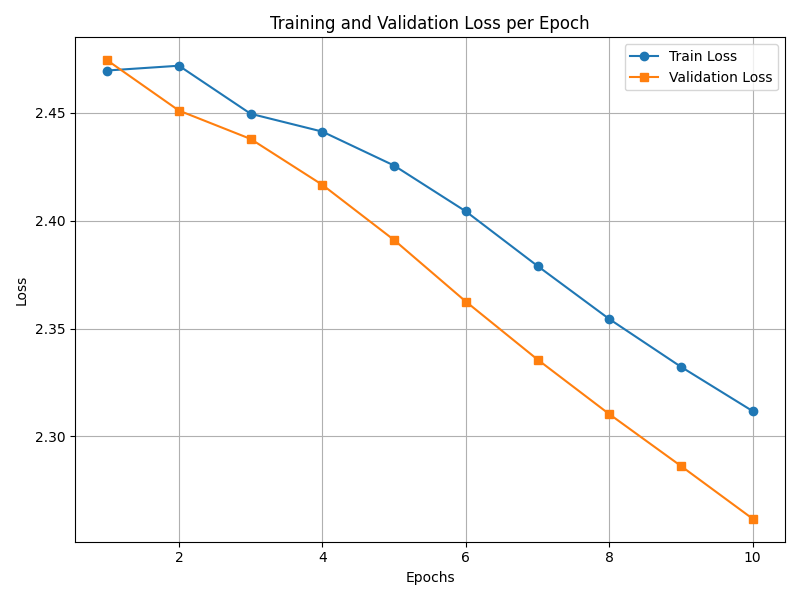 Training and Validation Loss per Epoch
Train Loss
Validation Loss
2.45
2.40
2.35
2.30
Loss
2 4 6 8 10
Epochs